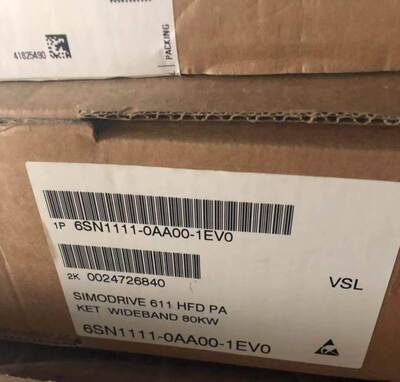 41825490
PACKING
1P 6SN1111-0AA00-1EV0
2K 0024726840
VSL
SIMODRIVE 611 HFD PA
KET WIDEBAND 80KW
6SN1111-0AA00-1EV0